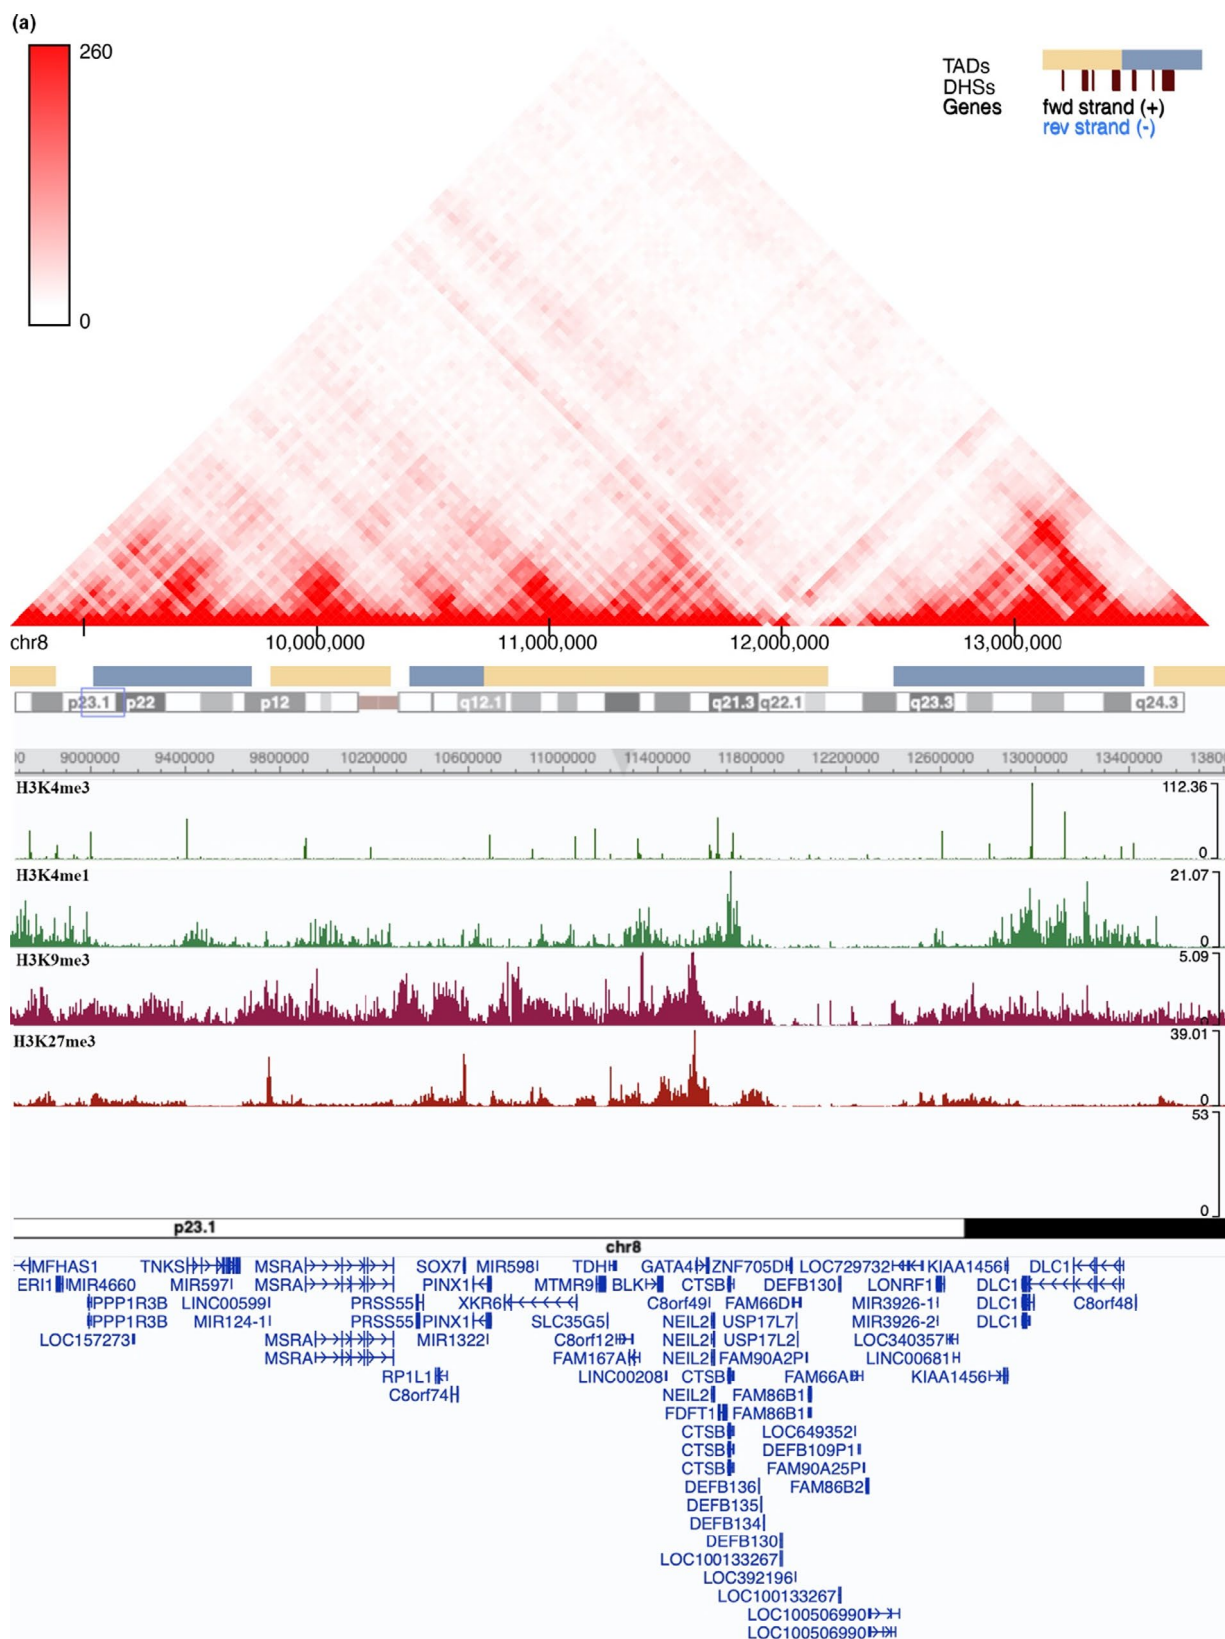 (a)
260
0
TADs
DHSs
Genes fwd strand (+)
rev strand (-)
chr8 10,000,000 11,000,000 12,000,000 13,000,000
p23.1 p22 p12 q12.1 q21.3 q22.1 q23.3 q24.3
00 9000000 9400000 9800000 10200000 10600000 11000000 11400000 11800000 12200000 12600000 13000000 13400000 13800
H3K4me3 112.36
0
H3K4me1 21.07
0
H3K9me3 5.09
0
H3K27me3 39.01
0
53
0
p23.1
chr8
MFHAS1 TNKS MSRA SOX7 MIR598 TDH GATA4 ZNF705D LOC729732 KIAA1456 DLC1
ERI1 MIR4660 MIR597 MSRA PINX1 MTMR9 BLK CTSB DEFB130 LONRF1 DLC1
PPP1R3B LINC00599 PRSS55 XKR6 C8orf49 FAM66D MIR3926-1 DLC1 C8orf48
PPP1R3B MIR124-1 PRSS55 PINX1 SLC35G5 NEIL2 USP17L7 MIR3926-2 DLC1
LOC157273 MSRA MIR1322 C8orf12 NEIL2 USP17L2 LOC340357
MSRA FAM167A NEIL2 FAM90A2P LINC00681
RP1L1 LINC00208 CTSB FAM66A KIAA1456
C8orf74 NEIL2 FAM86B1
FDFT1 FAM86B1
CTSB LOC649352
CTSB DEFB109P1
CTSB FAM90A25P
DEFB136 FAM86B2
DEFB135
DEFB134
DEFB130
LOC100133267
LOC392196
LOC100133267
LOC100506990
LOC100506990